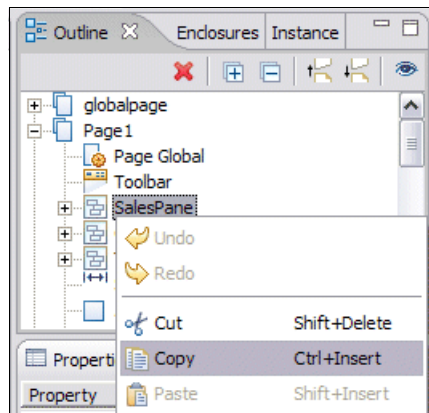 Outline Enclosures Instance
globalpage
Page1
Page Global
Toolbar
SalesPane
Undo
Redo
Cut Shift+Delete
Properti Copy Ctrl+Insert
Property Paste Shift+Insert